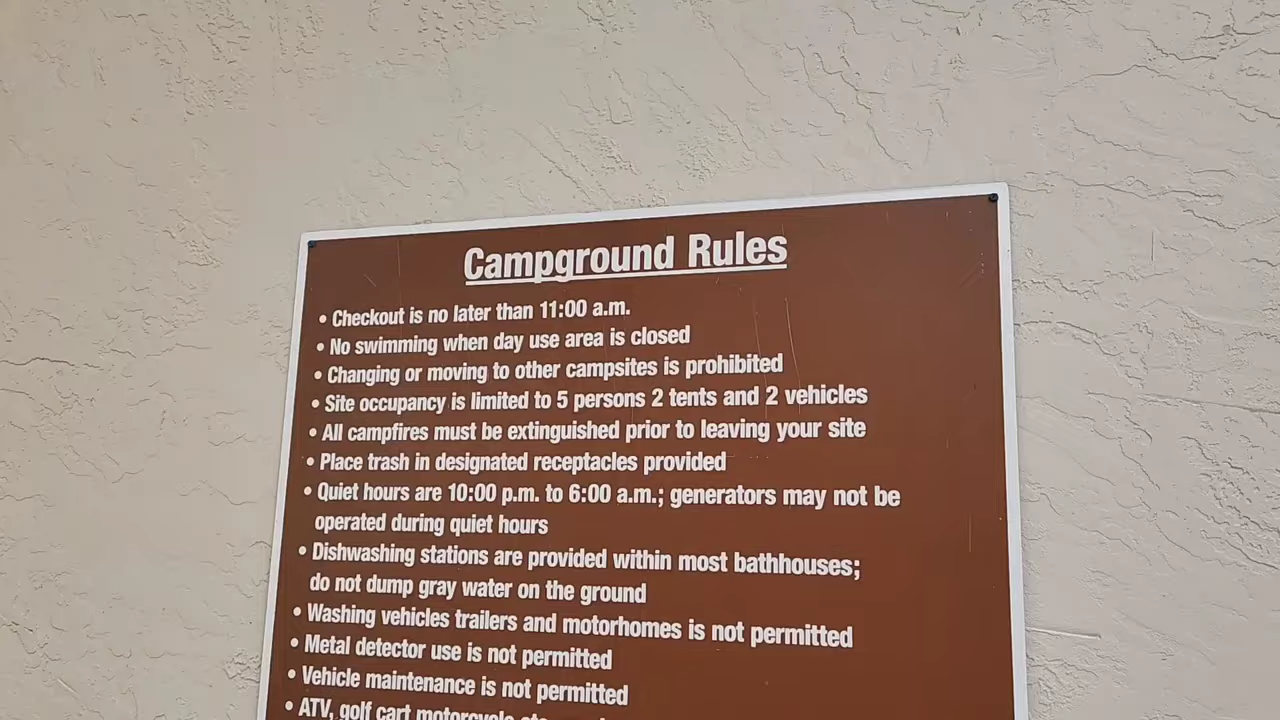 Campground Rules
• Checkout is no later than 11:00 a.m.
• No swimming when day use area is closed
• Changing or moving to other campsites is prohibited
• Site occupancy is limited to 5 persons 2 tents and 2 vehicles
• All campfires must be extinguished prior to leaving your site
• Place trash in designated receptacles provided
• Quiet hours are 10:00 p.m. to 6:00 a.m.; generators may not be
operated during quiet hours
• Dishwashing stations are provided within most bathhouses;
do not dump gray water on the ground
• Washing vehicles trailers and motorhomes is not permitted
• Metal detector use is not permitted
• Vehicle maintenance is not permitted
• ATV, golf cart motorcycle